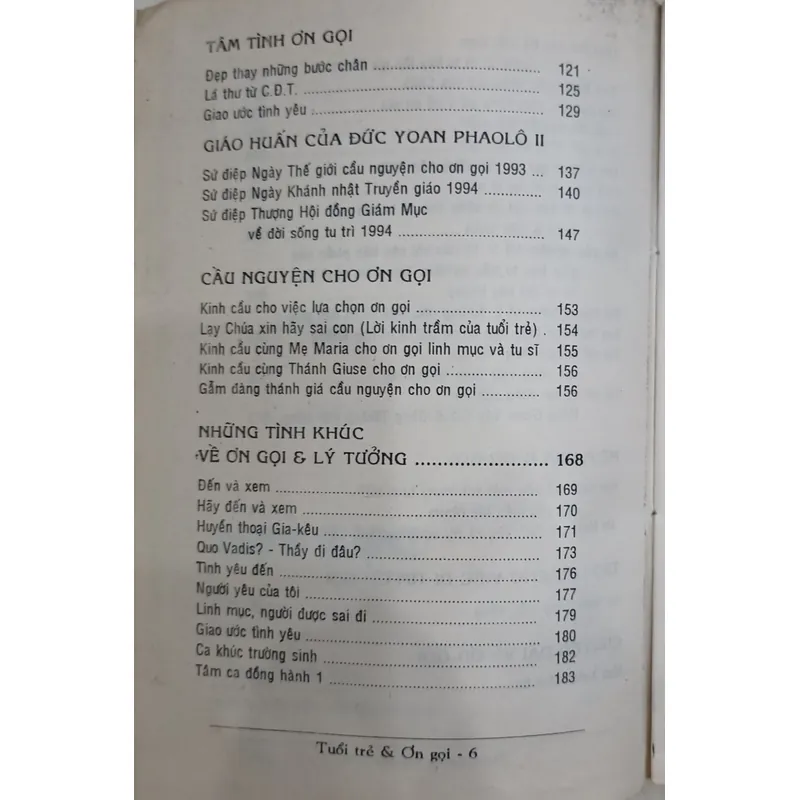 TÂM TÌNH ƠN GỌI
Đẹp thay những bước chân ........................................ 121
Lá thư từ C.Đ.T. ........................................ 125
Giao ước tình yêu ........................................ 129
GIÁO HUẤN CỦA ĐỨC YOAN PHAOLÔ II
Sứ điệp Ngày Thế giới cầu nguyện cho ơn gọi 1993 ... 137
Sứ điệp Ngày Khánh nhật Truyền giáo 1994 .............. 140
Sứ điệp Thượng Hội đồng Giám Mục
về đời sống tu trì 1994 .............................. 147
CẦU NGUYỆN CHO ƠN GỌI
Kinh cầu cho việc lựa chọn ơn gọi ........................ 153
Lạy Chúa xin hãy sai con (Lời kinh trầm của tuổi trẻ) . 154
Kinh cầu cùng Mẹ Maria cho ơn gọi linh mục và tu sĩ 155
Kinh cầu cùng Thánh Giuse cho ơn gọi ................... 156
Gẫm đàng thánh giá cầu nguyện cho ơn gọi ............. 156
NHỮNG TÌNH KHÚC
VỀ ƠN GỌI & LÝ TƯỞNG ........................ 168
Đến và xem ........................................ 169
Hãy đến và xem ........................................ 170
Huyền thoại Gia-kêu ........................................ 171
Quo Vadis? - Thầy đi đâu? .............................. 173
Tình yêu đến ........................................ 176
Người yêu của tôi ........................................ 177
Linh mục, người được sai đi .............................. 179
Giao ước tình yêu ........................................ 180
Ca khúc trường sinh ........................................ 182
Tâm ca đồng hành 1 ........................................ 183
Tuổi trẻ & Ơn gọi - 6